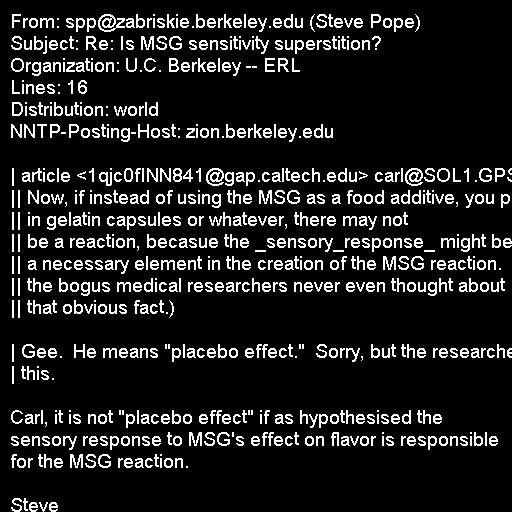 From: spp@zabriskie.berkeley.edu (Steve Pope)
Subject: Re: Is MSG sensitivity superstition?
Organization: U.C. Berkeley -- ERL
Lines: 16
Distribution: world
NNTP-Posting-Host: zion.berkeley.edu
| article <1qjc0fINN841@gap.caltech.edu> carl@SOL1.GPS
|| Now, if instead of using the MSG as a food additive, you p
|| in gelatin capsules or whatever, there may not
|| be a reaction, becasue the _sensory_response_ might be
|| a necessary element in the creation of the MSG reaction.
|| the bogus medical researchers never even thought about
|| that obvious fact.)
| Gee.  He means "placebo effect."  Sorry, but the researche
| this.
Carl, it is not "placebo effect" if as hypothesised the
sensory response to MSG's effect on flavor is responsible
for the MSG reaction.
Steve